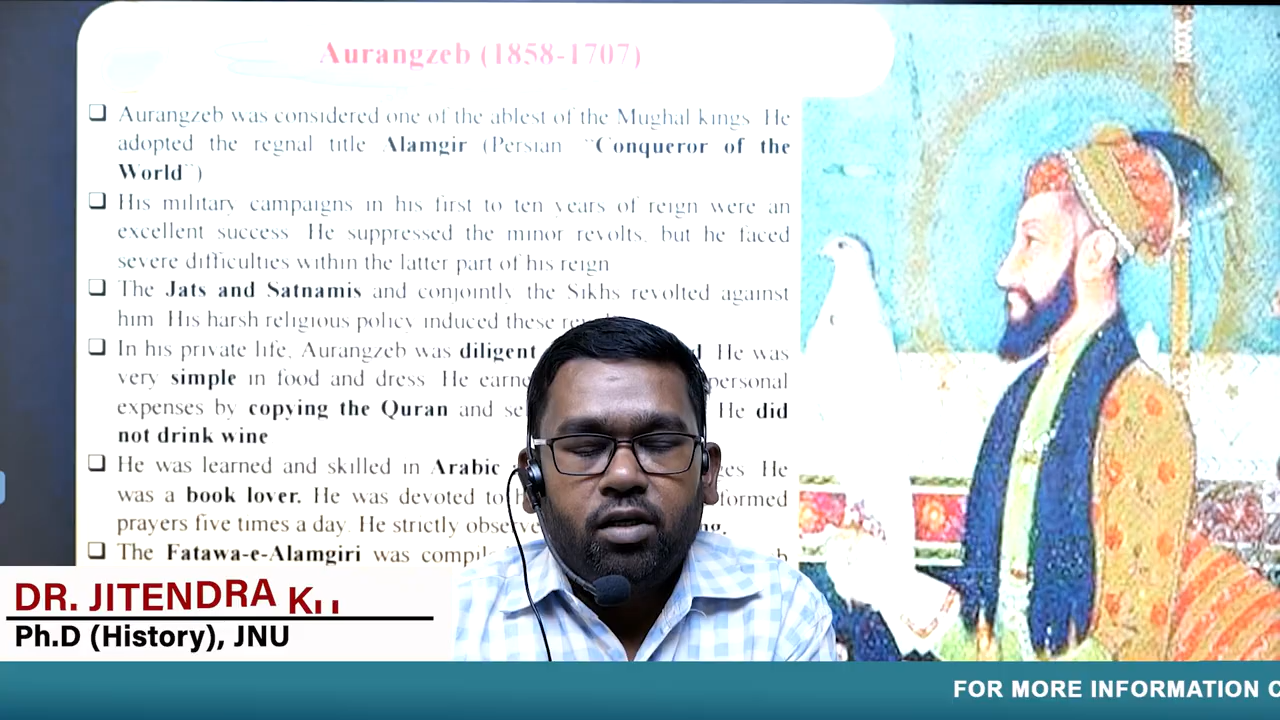 Aurangzeb (1858-1707)
Aurangzeb was considered one of the ablest of the Mughal kings. He
adopted the regnal title Alamgir (Persian "Conqueror of the
World")
His military campaigns in his first to ten years of reign were an
excellent success. He suppressed the minor revolts, but he faced
severe difficulties within the latter part of his reign
The Jats and Satnamis and conjointly the Sikhs revolted against
him. His harsh religious policy induced these
In his private life, Aurangzeb was diligent He was
very simple in food and dress. He personal
expenses by copying the Quran and He did
not drink wine
He was learned and skilled in Arabic He
was a book lover. He was devoted to
prayers five times a day. He strictly
The Fatawa-e-Alamgiri was
DR. JITENDRA
Ph.D (History), JNU
FOR MORE INFORMATION